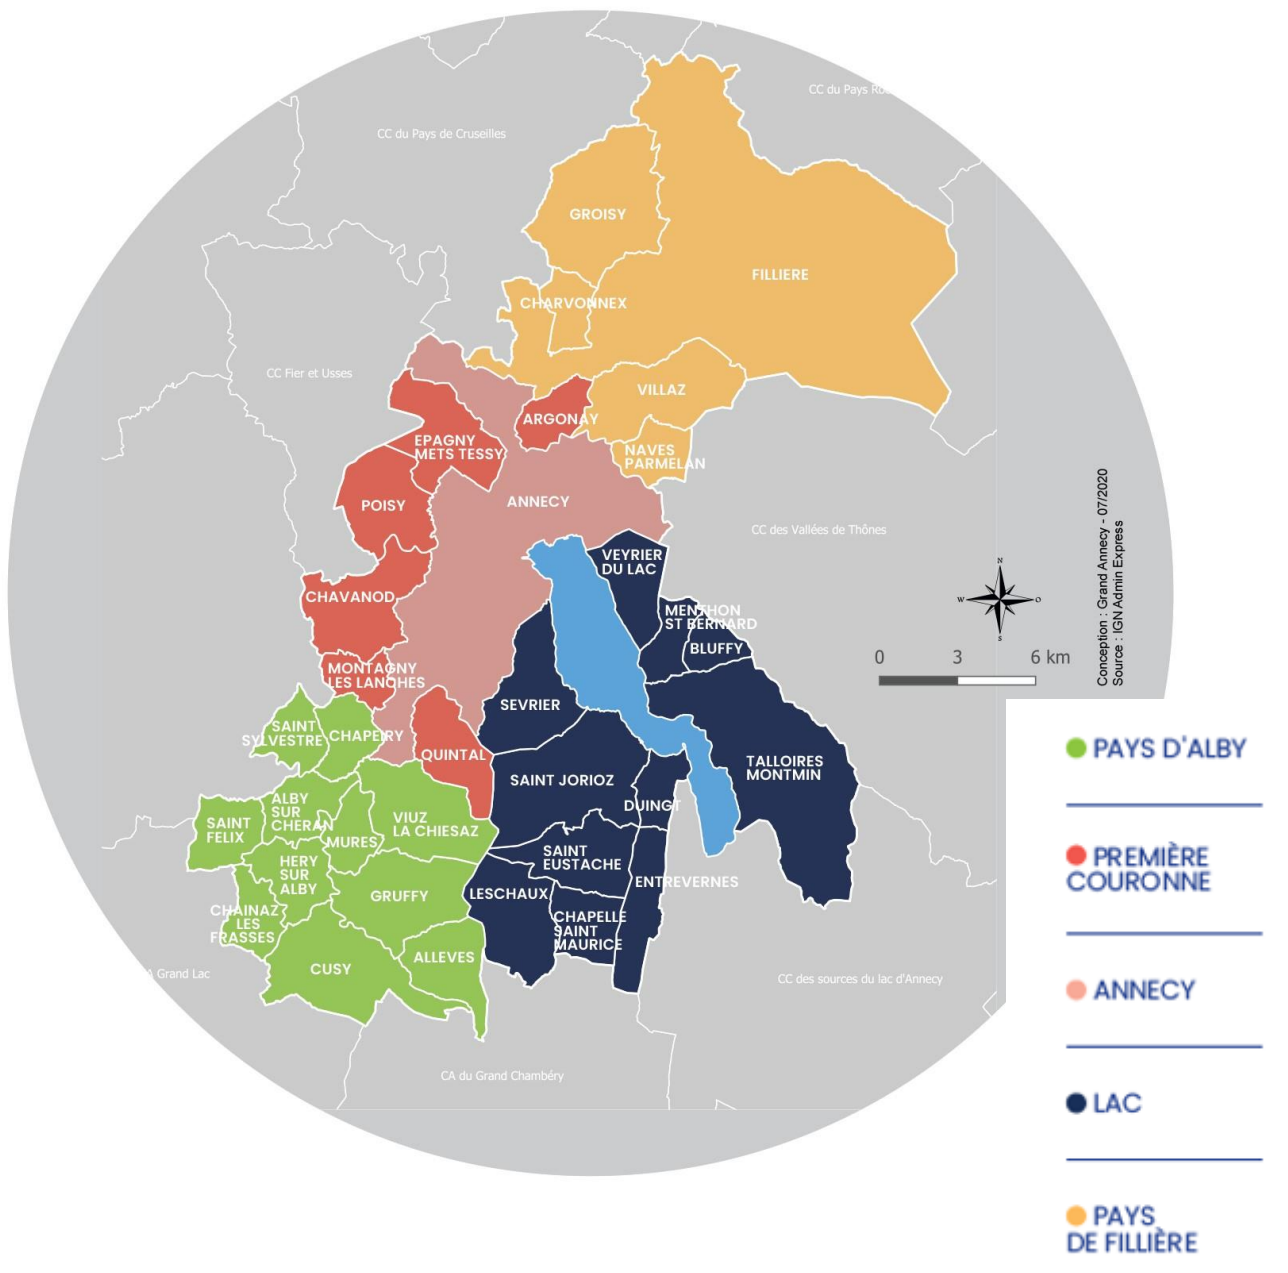 CC du Pays
CC du Pays de Cruseilles
GROISY
FILLIERE
CHARVONNEX
CC Fier et Usses
VILLAZ
ARGONAY
EPAGNY
METS TESSY
NAVES
PARMELAN
POISY
ANNECY
CC des Vallées de Thônes
VEYRIER
DU LAC
CHAVANOD
MENTHON
ST BERNARD
BLUFFY
MONTAGNY
LES LANCHES
SEVRIER
SAINT
SYLVESTRE
CHAPEIRY
QUINTAL
TALLOIRES
MONTMIN
SAINT JORIOZ
DUINGT
ALBY
SUR
CHERAN
SAINT
FELIX
VIUZ
LA CHIESAZ
MURES
SAINT
EUSTACHE
HERY
SUR
ALBY
ENTREVERNES
LESCHAUX
GRUFFY
CHAINAZ
LES
FRASSES
CHAPELLE
SAINT
MAURICE
ALLEVES
CUSY
A Grand Lac
CC des sources du lac d'Annecy
CA du Grand Chambéry
N
W
O
S
0 3 6 km
Conception : Grand Annecy - 07/2020
Source : IGN Admin Express
PAYS D'ALBY
PREMIÈRE
COURONNE
ANNECY
LAC
PAYS
DE FILLIÈRE